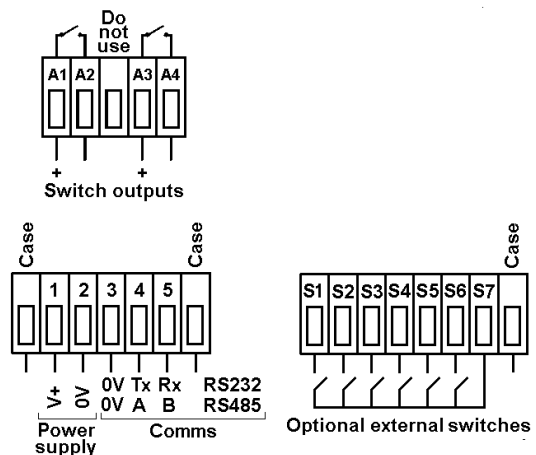 Do
not
use
A1 A2 A3 A4
+ +
Switch outputs
Case Case
1 2 3 4 5
V+ 0V
0V Tx Rx RS232
0V A B RS485
Power
supply
Comms
Case
S1 S2 S3 S4 S5 S6 S7
Optional external switches